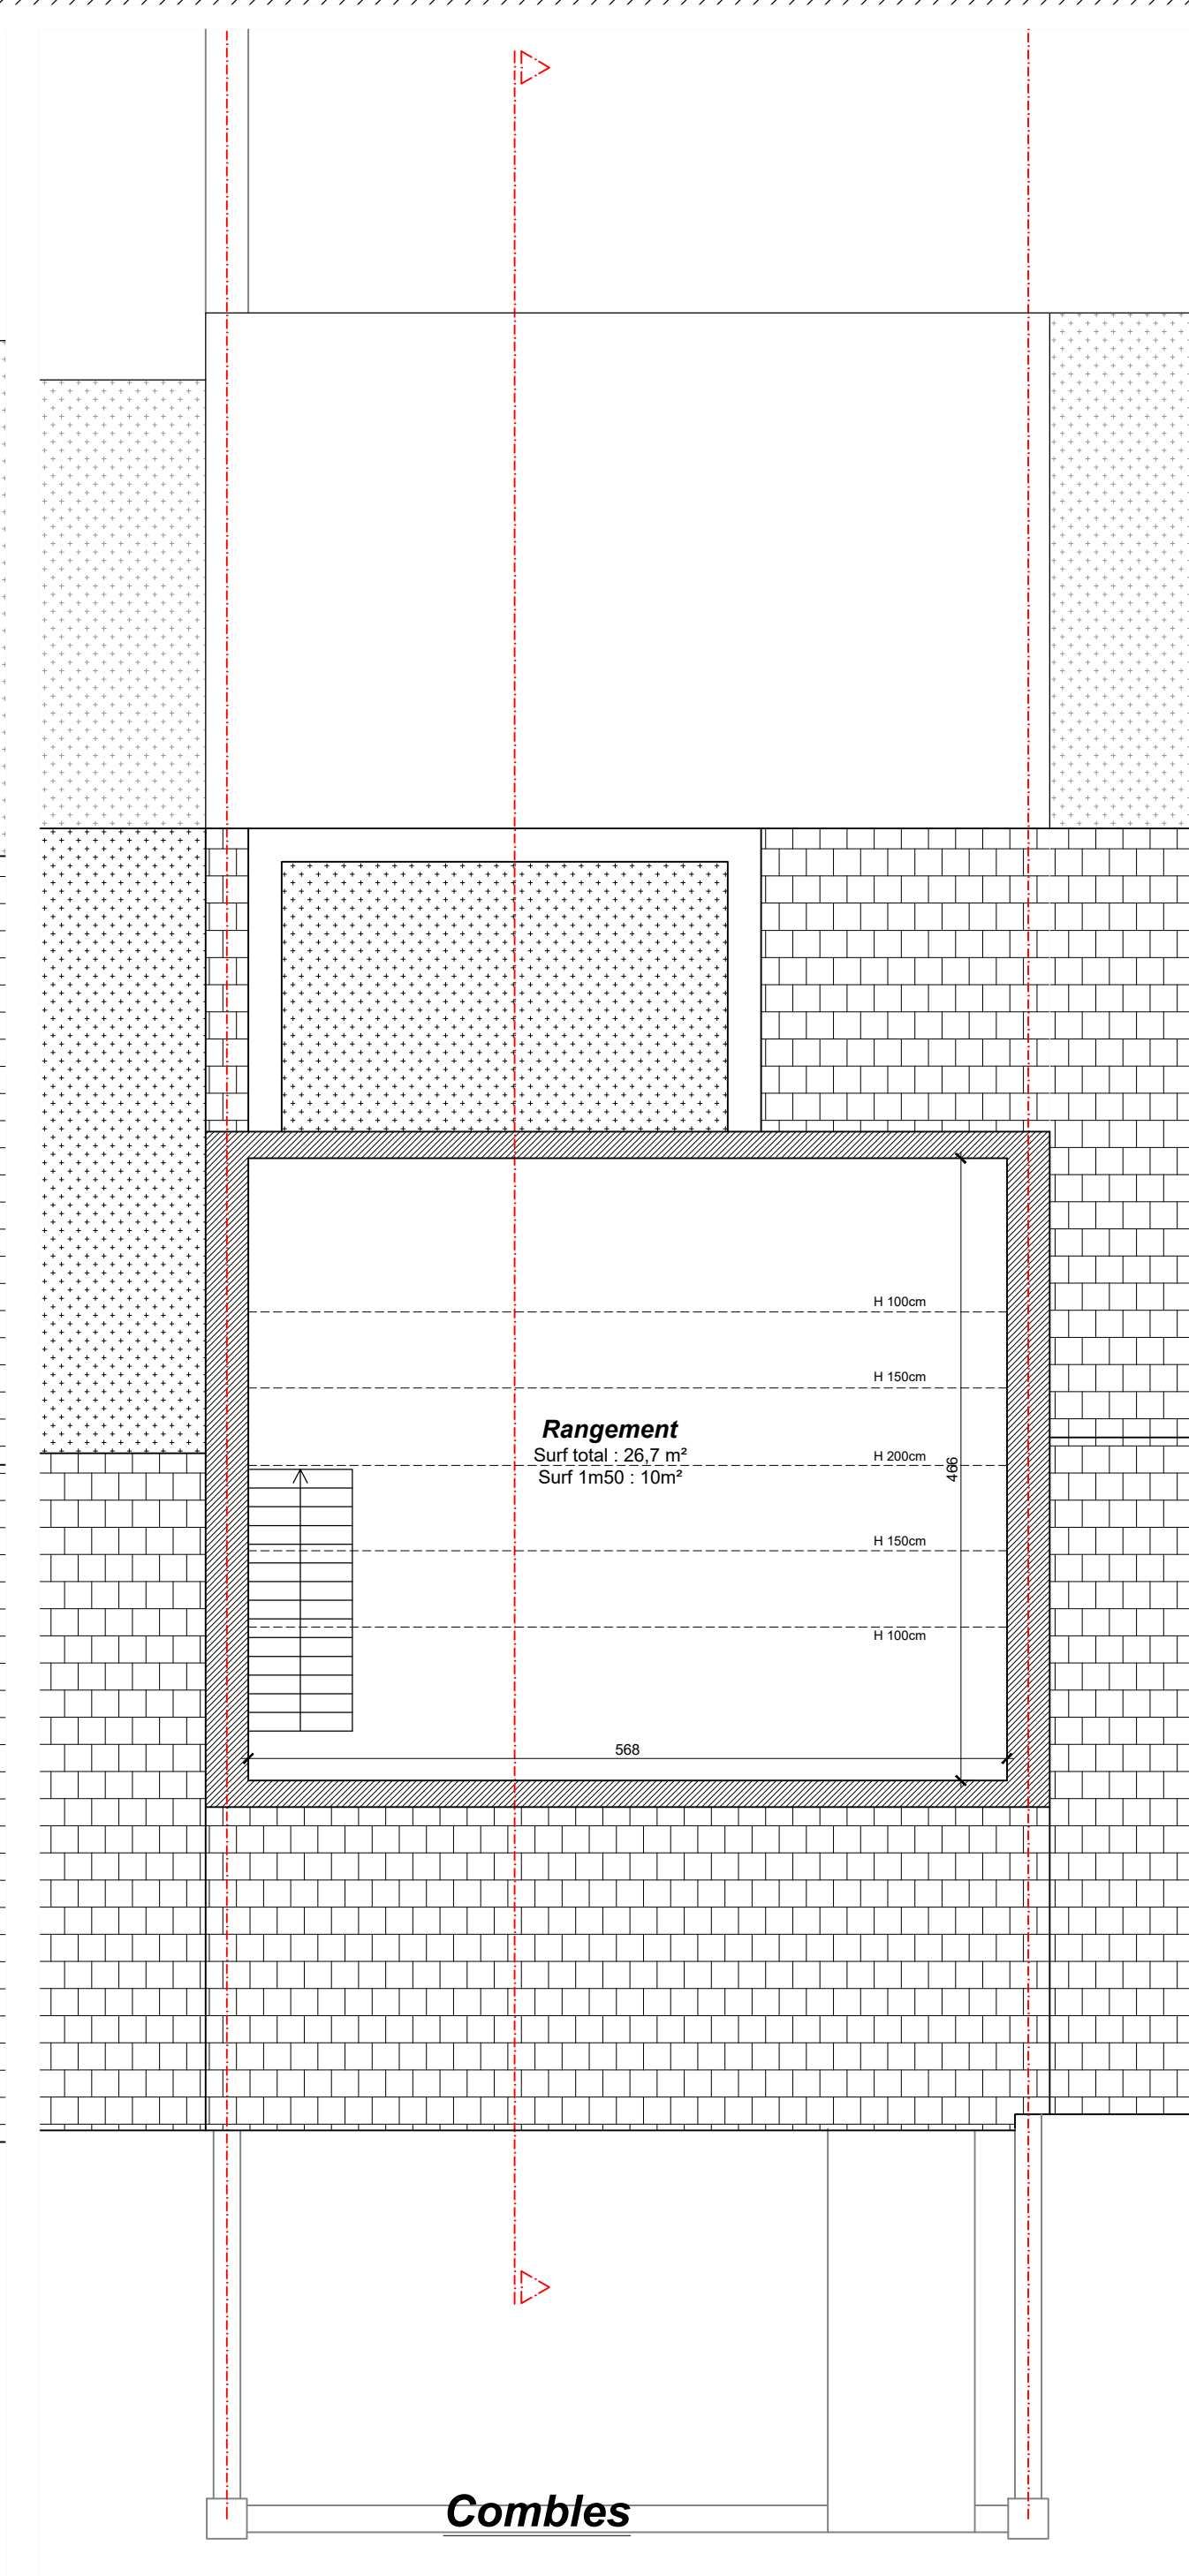 H 100cm
H 150cm
Rangement
Surf total : 26,7 m²
H 200cm
Surf 1m50 : 10m²
466
H 150cm
H 100cm
568
Combles